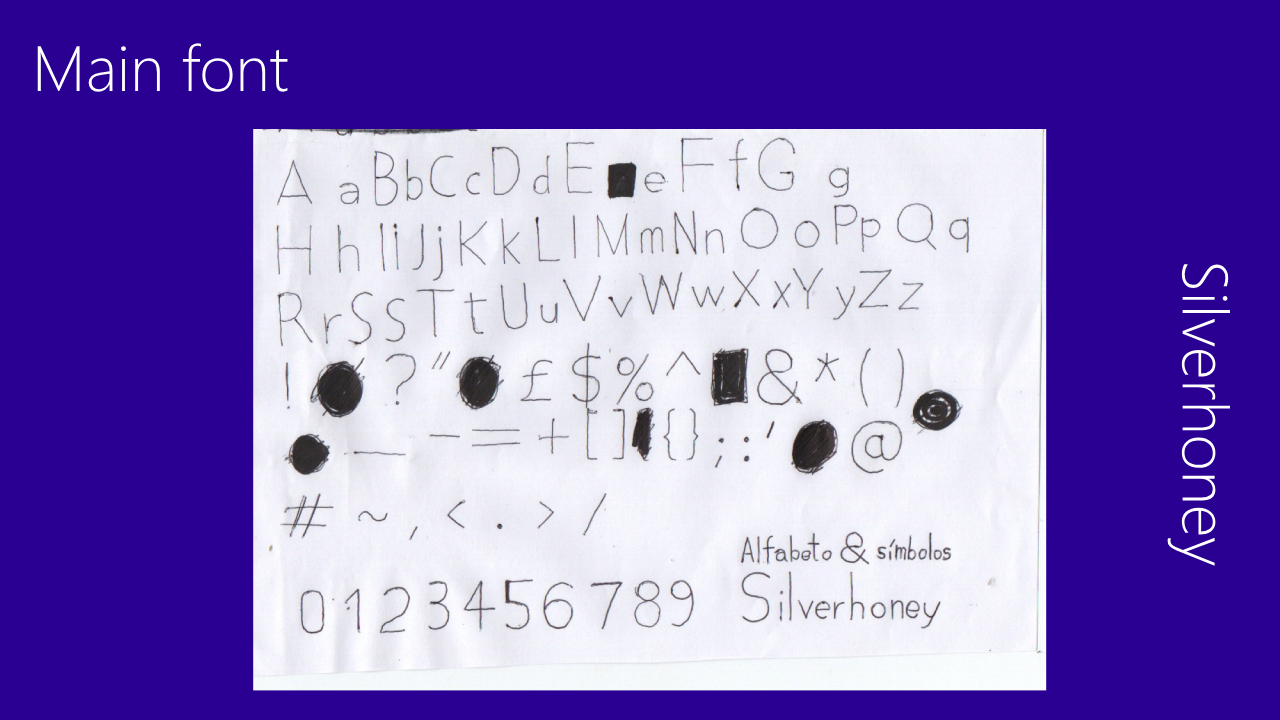 Main font
A a B b C c D d E e F f G g
H h I i J j K k L l M m N n O o P p Q q
R r S s T t U u V v W w X x Y y Z z
! ? " £ $ % ^ & * ( )
_ - = + [ ] { } ; : ' @
# ~ , < . > /
0 1 2 3 4 5 6 7 8 9
Alfabeto & símbolos
Silverhoney
Silverhoney